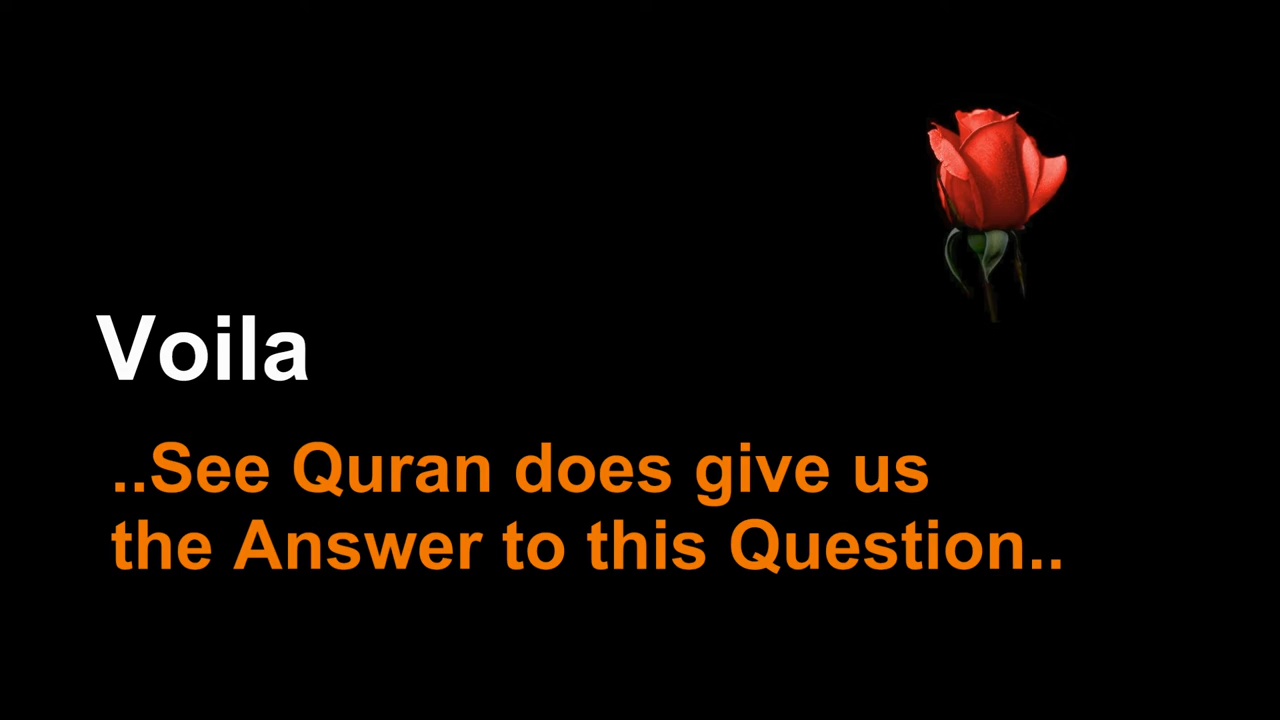 Voila
..See Quran does give us
the Answer to this Question..